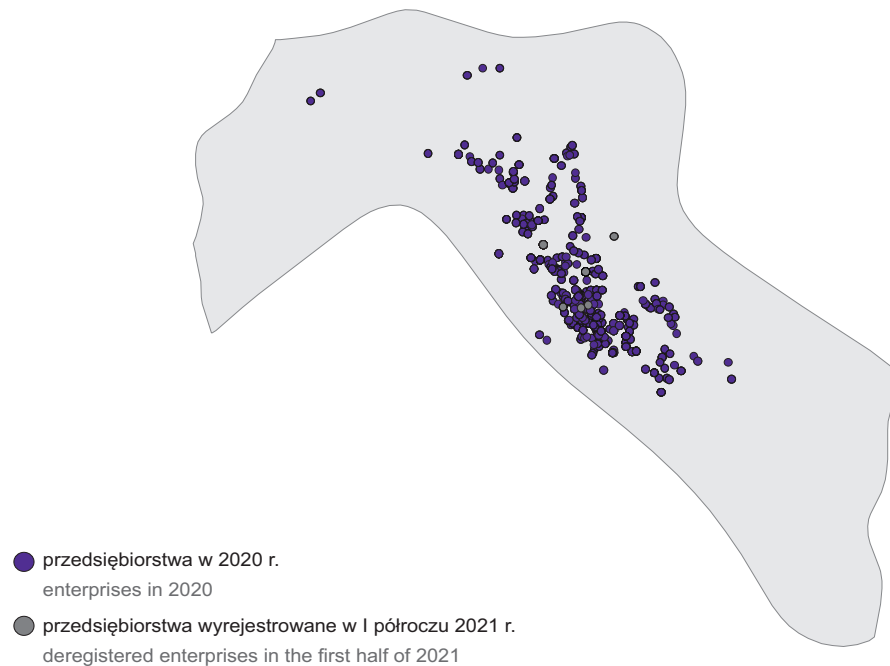 przedsiębiorstwa w 2020 r.
enterprises in 2020
przedsiębiorstwa wyrejestrowane w I półroczu 2021 r.
deregistered enterprises in the first half of 2021